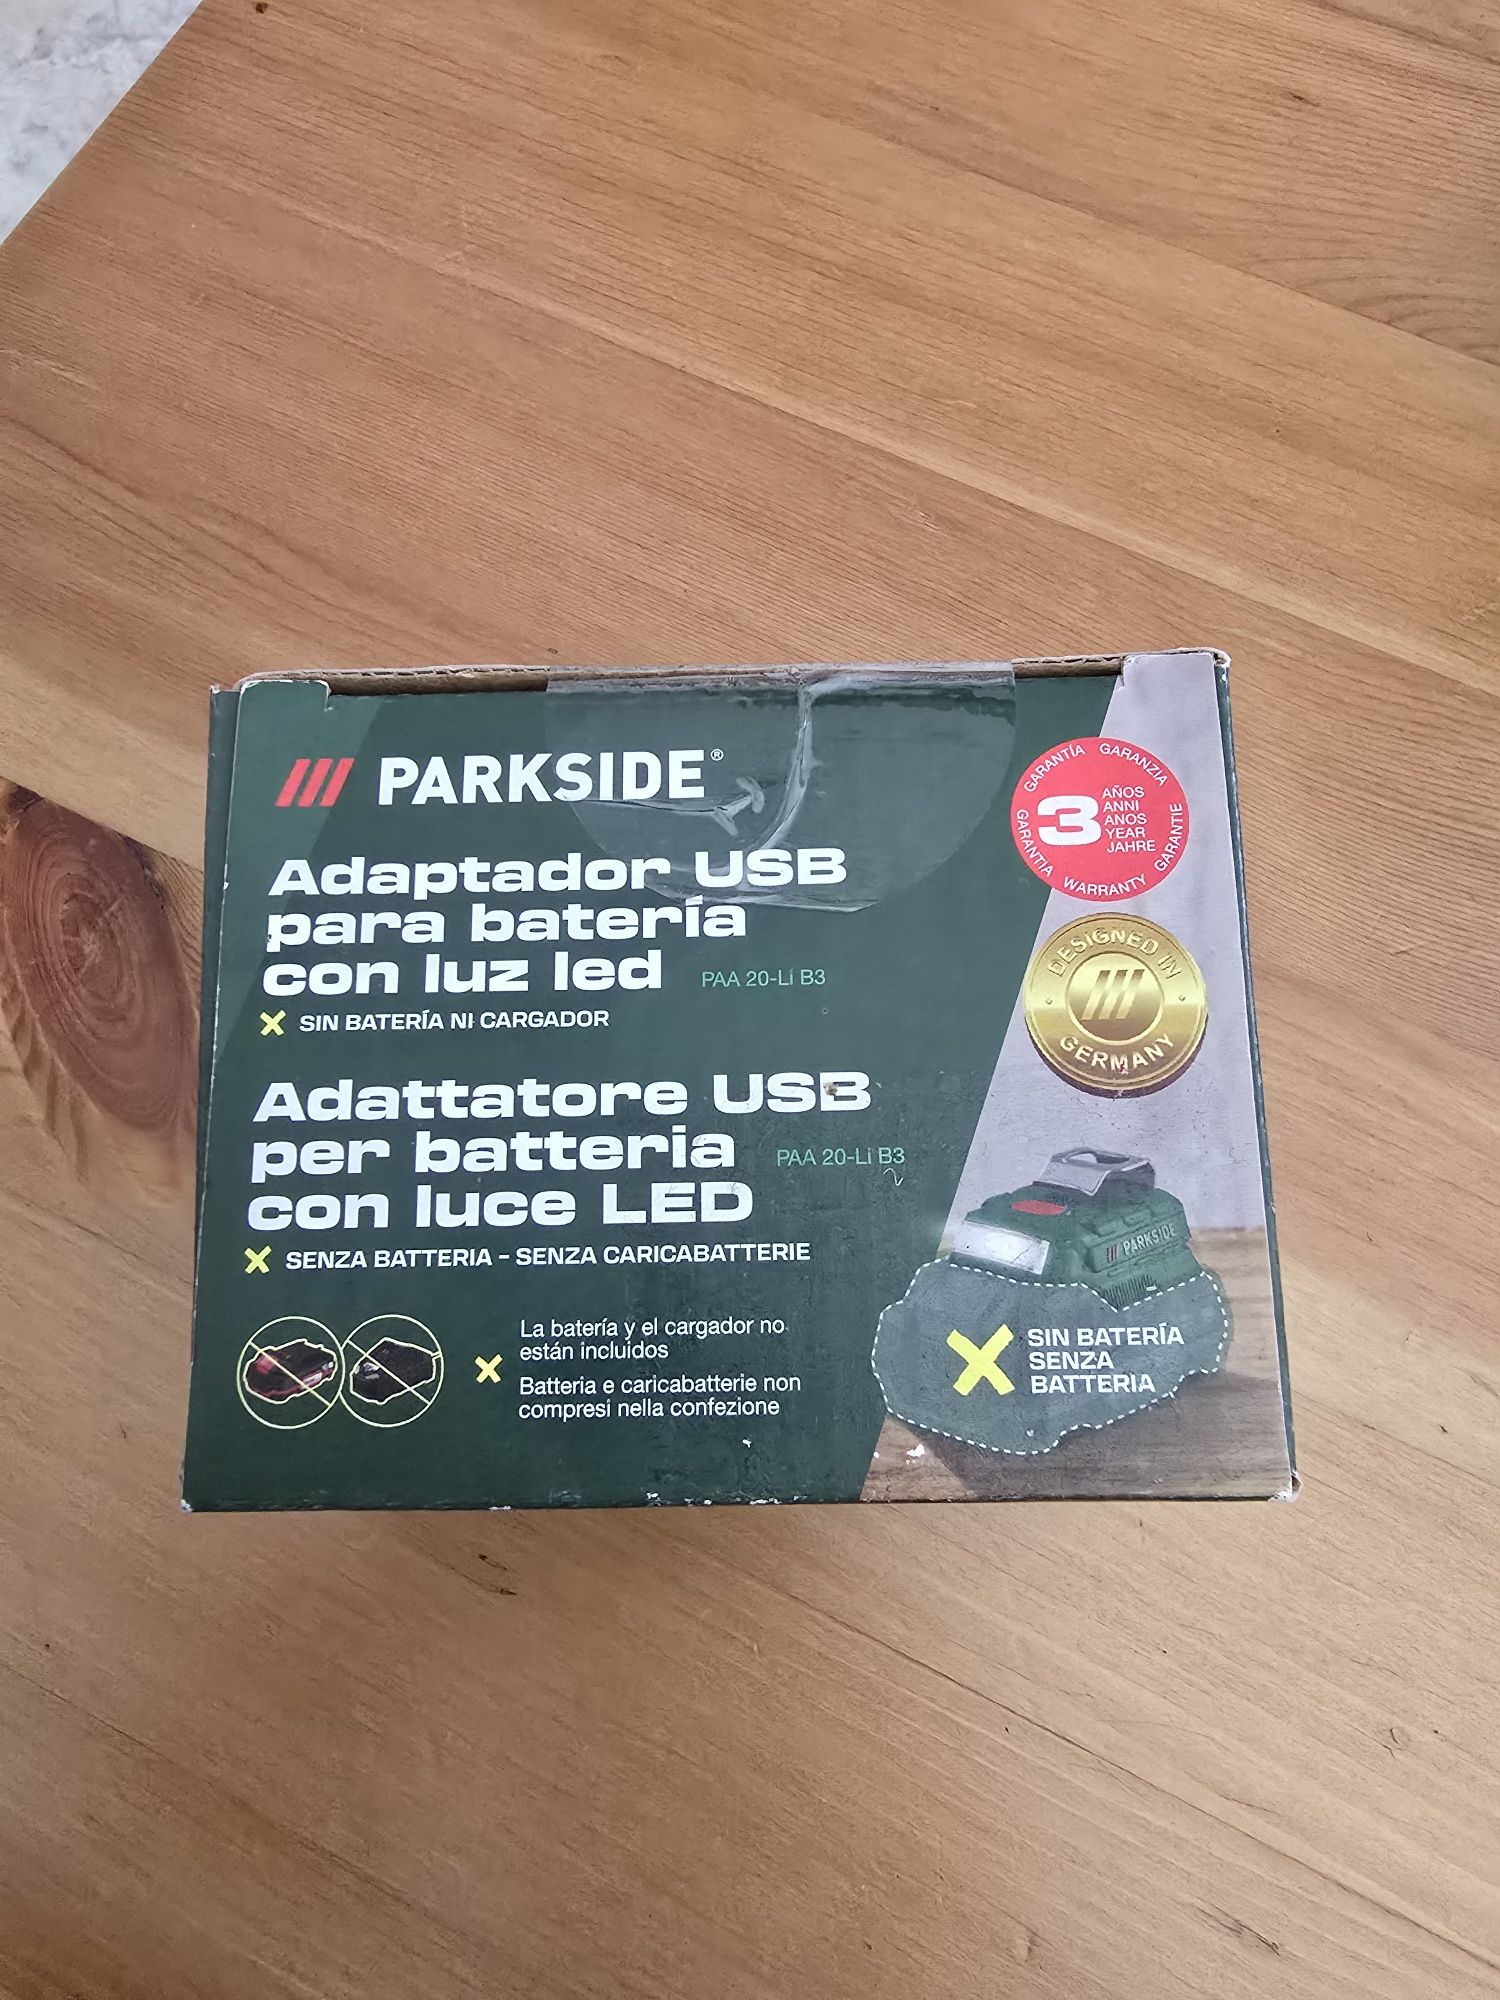 PARKSIDE®
Adaptador USB
para batería
con luz led PAA 20-Li B3
SIN BATERÍA NI CARGADOR
Adattatore USB
per batteria PAA 20-Li B3
con luce LED
SENZA BATTERIA - SENZA CARICABATTERIE
La batería y el cargador no
están incluidos
Batteria e caricabatterie non
compresi nella confezione
GARANTÍA GARANZIA
GARANTIA WARRANTY GARANTIE
3
AÑOS
ANNI
ANOS
YEAR
JAHRE
DESIGNED IN
GERMANY
PARKSIDE
SIN BATERÍA
SENZA
BATTERIA